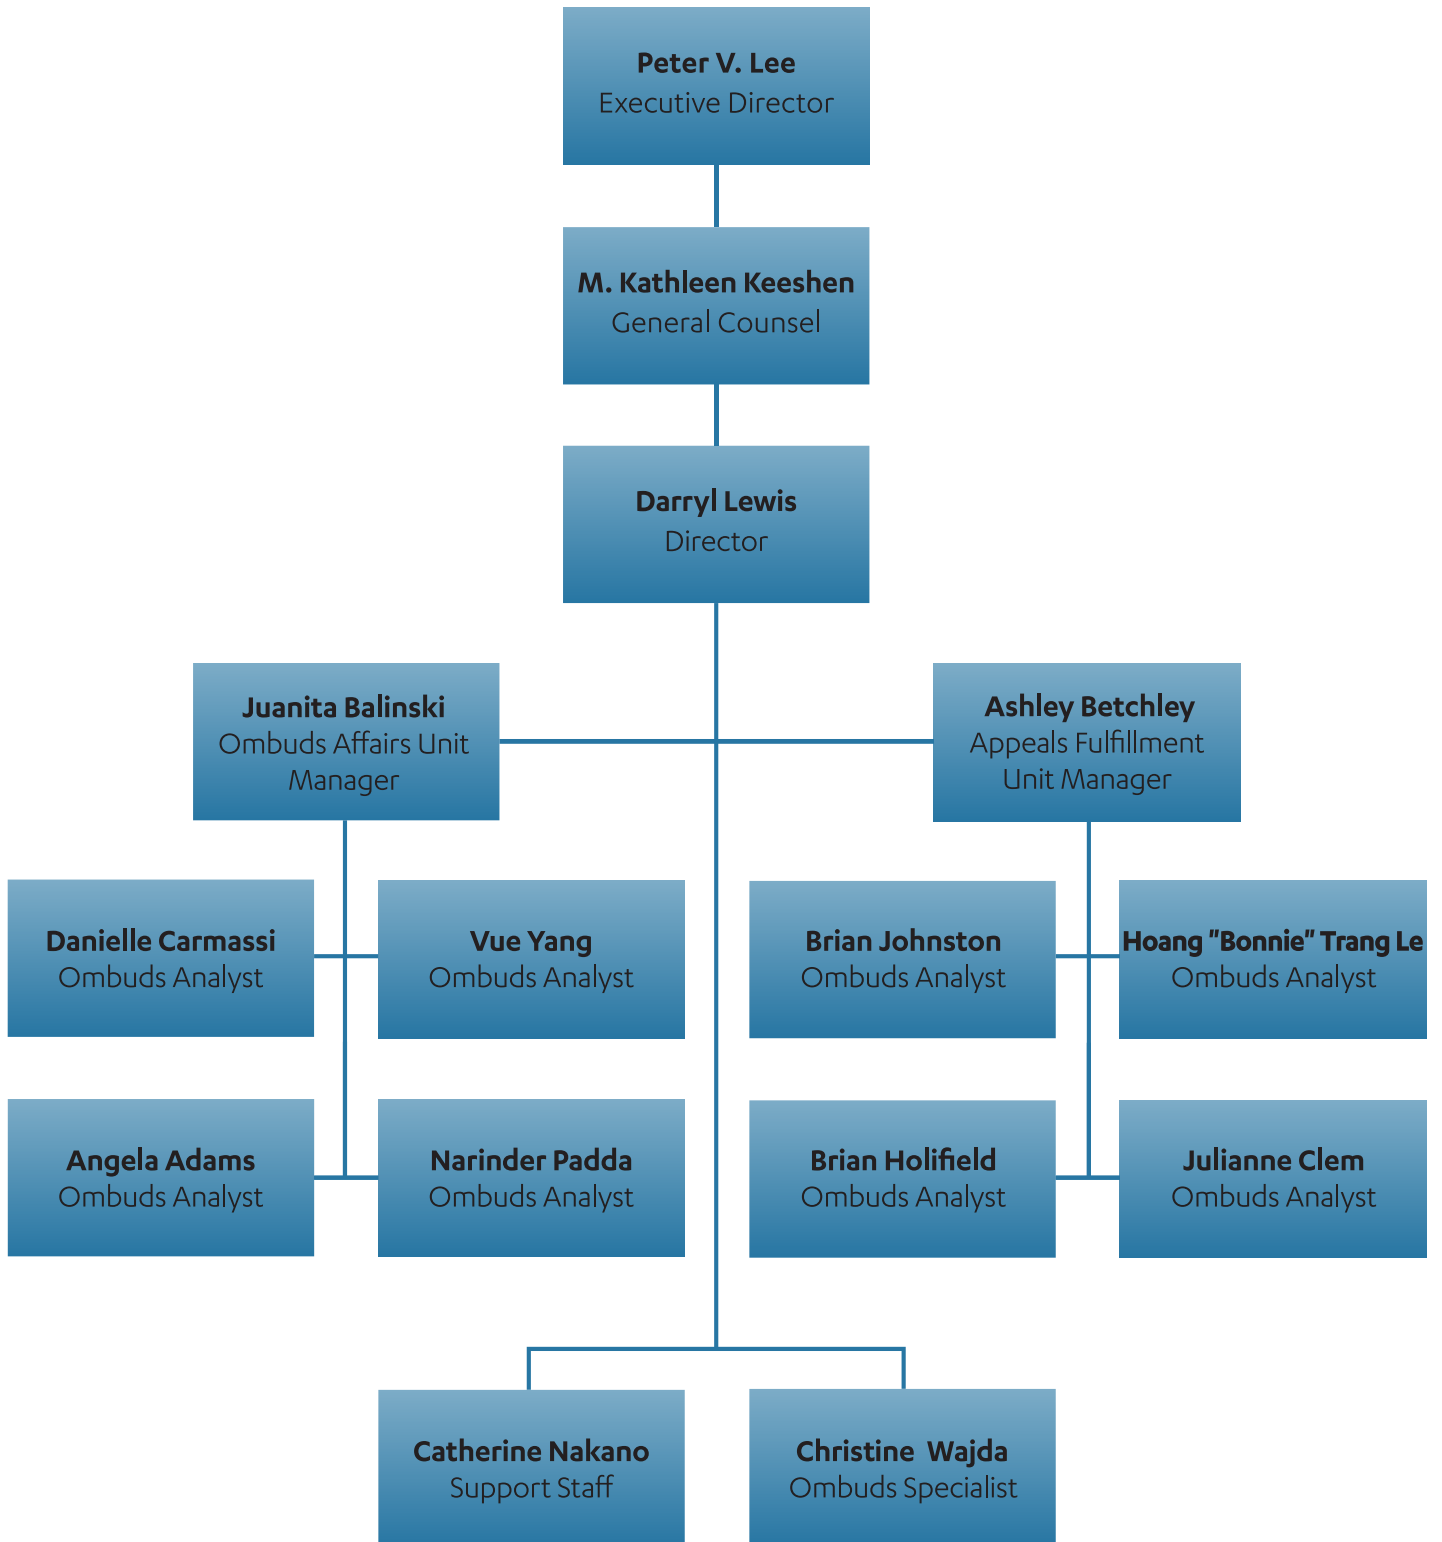 Peter V. Lee
Executive Director
M. Kathleen Keeshen
General Counsel
Darryl Lewis
Director
Juanita Balinski
Ombuds Affairs Unit
Manager
Ashley Betchley
Appeals Fulfillment
Unit Manager
Danielle Carmassi
Ombuds Analyst
Vue Yang
Ombuds Analyst
Brian Johnston
Ombuds Analyst
Hoang "Bonnie" Trang Le
Ombuds Analyst
Angela Adams
Ombuds Analyst
Narinder Padda
Ombuds Analyst
Brian Holifield
Ombuds Analyst
Julianne Clem
Ombuds Analyst
Catherine Nakano
Support Staff
Christine Wajda
Ombuds Specialist